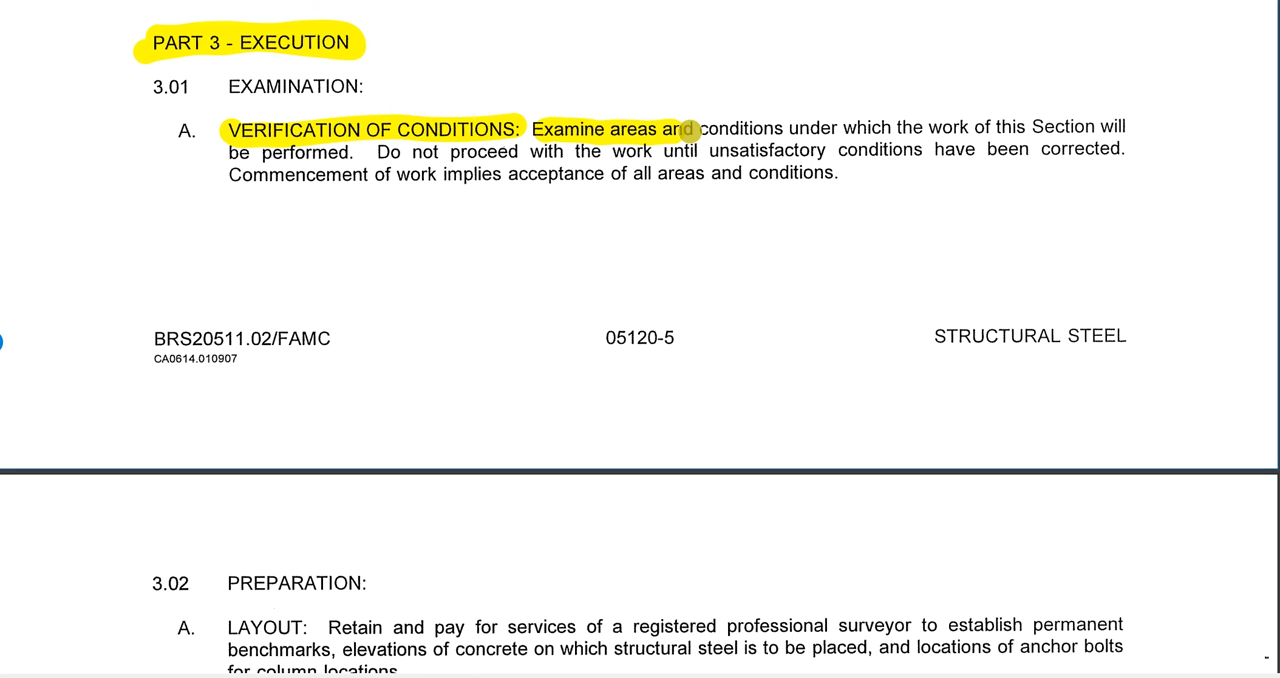 PART 3 - EXECUTION
3.01 EXAMINATION:
A. VERIFICATION OF CONDITIONS: Examine areas and conditions under which the work of this Section will
be performed. Do not proceed with the work until unsatisfactory conditions have been corrected.
Commencement of work implies acceptance of all areas and conditions.
BRS20511.02/FAMC 05120-5 STRUCTURAL STEEL
CA0614.010907
3.02 PREPARATION:
A. LAYOUT: Retain and pay for services of a registered professional surveyor to establish permanent
benchmarks, elevations of concrete on which structural steel is to be placed, and locations of anchor bolts
for column locations.